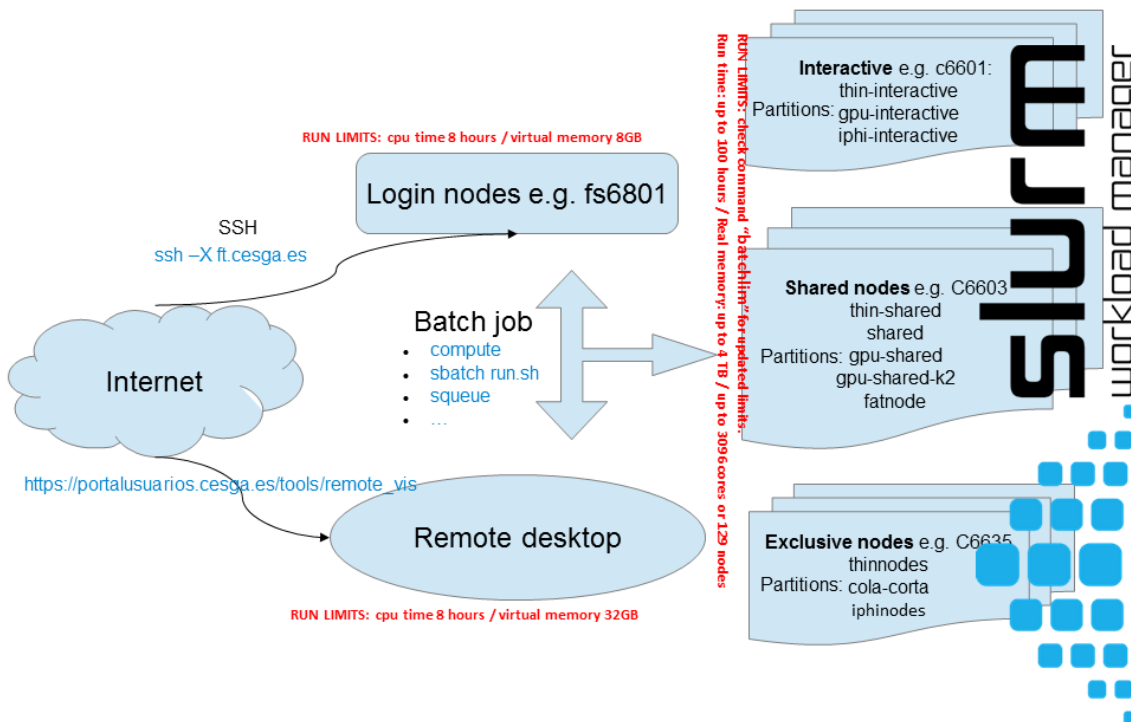 RUN LIMITS: cpu time 8 hours / virtual memory 8GB
Login nodes e.g. fs6801
SSH
ssh –X ft.cesga.es
Internet
Batch job
• compute
• sbatch run.sh
• squeue
• ...
https://portalusuarios.cesga.es/tools/remote_vis
Remote desktop
RUN LIMITS: cpu time 8 hours / virtual memory 32GB
RUN LIMITS: check command "batchlim" for updated limits.
Run time: up to 100 hours / Real memory: up to 4 TB / up to 3096 cores or 129 nodes
Interactive e.g. c6601:
thin-interactive
Partitions: gpu-interactive
iphi-interactive
Shared nodes e.g. C6603
thin-shared
shared
Partitions: gpu-shared
gpu-shared-k2
fatnode
Exclusive nodes e.g. C6635
thinnodes
Partitions: cola-corta
iphinodes
slurm
workload manager